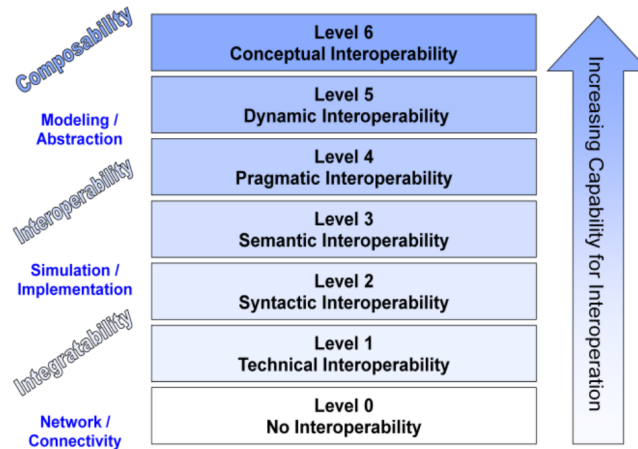 Composability
Modeling /
Abstraction
Interoperability
Simulation /
Implementation
Integratability
Network /
Connectivity
Level 6
Conceptual Interoperability
Level 5
Dynamic Interoperability
Level 4
Pragmatic Interoperability
Level 3
Semantic Interoperability
Level 2
Syntactic Interoperability
Level 1
Technical Interoperability
Level 0
No Interoperability
Increasing Capability for Interoperation